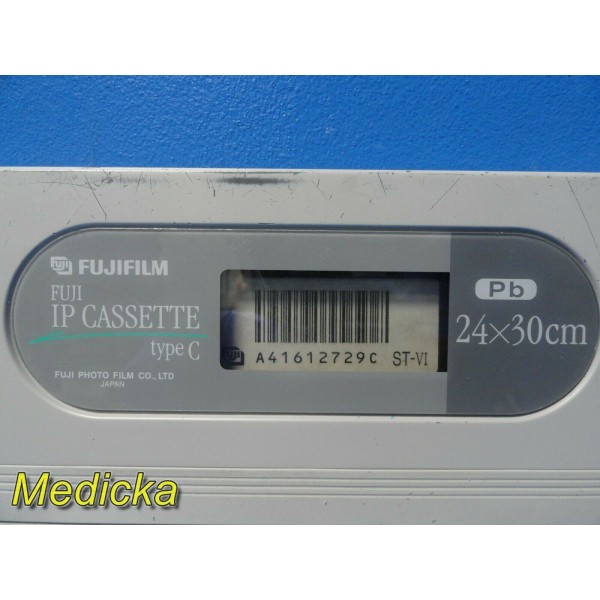 FUJIFILM
FUJI
IP CASSETTE
type C
FUJI PHOTO FILM CO., LTD
JAPAN
A41612729C ST-VI
Pb
24×30cm
Medicka